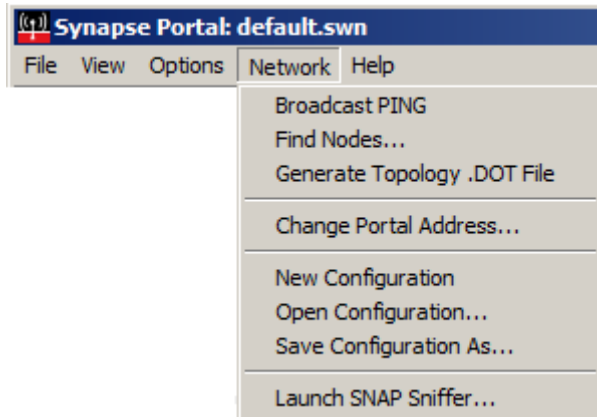 Synapse Portal: default.swn
File View Options Network Help
Broadcast PING
Find Nodes...
Generate Topology .DOT File
Change Portal Address...
New Configuration
Open Configuration...
Save Configuration As...
Launch SNAP Sniffer...